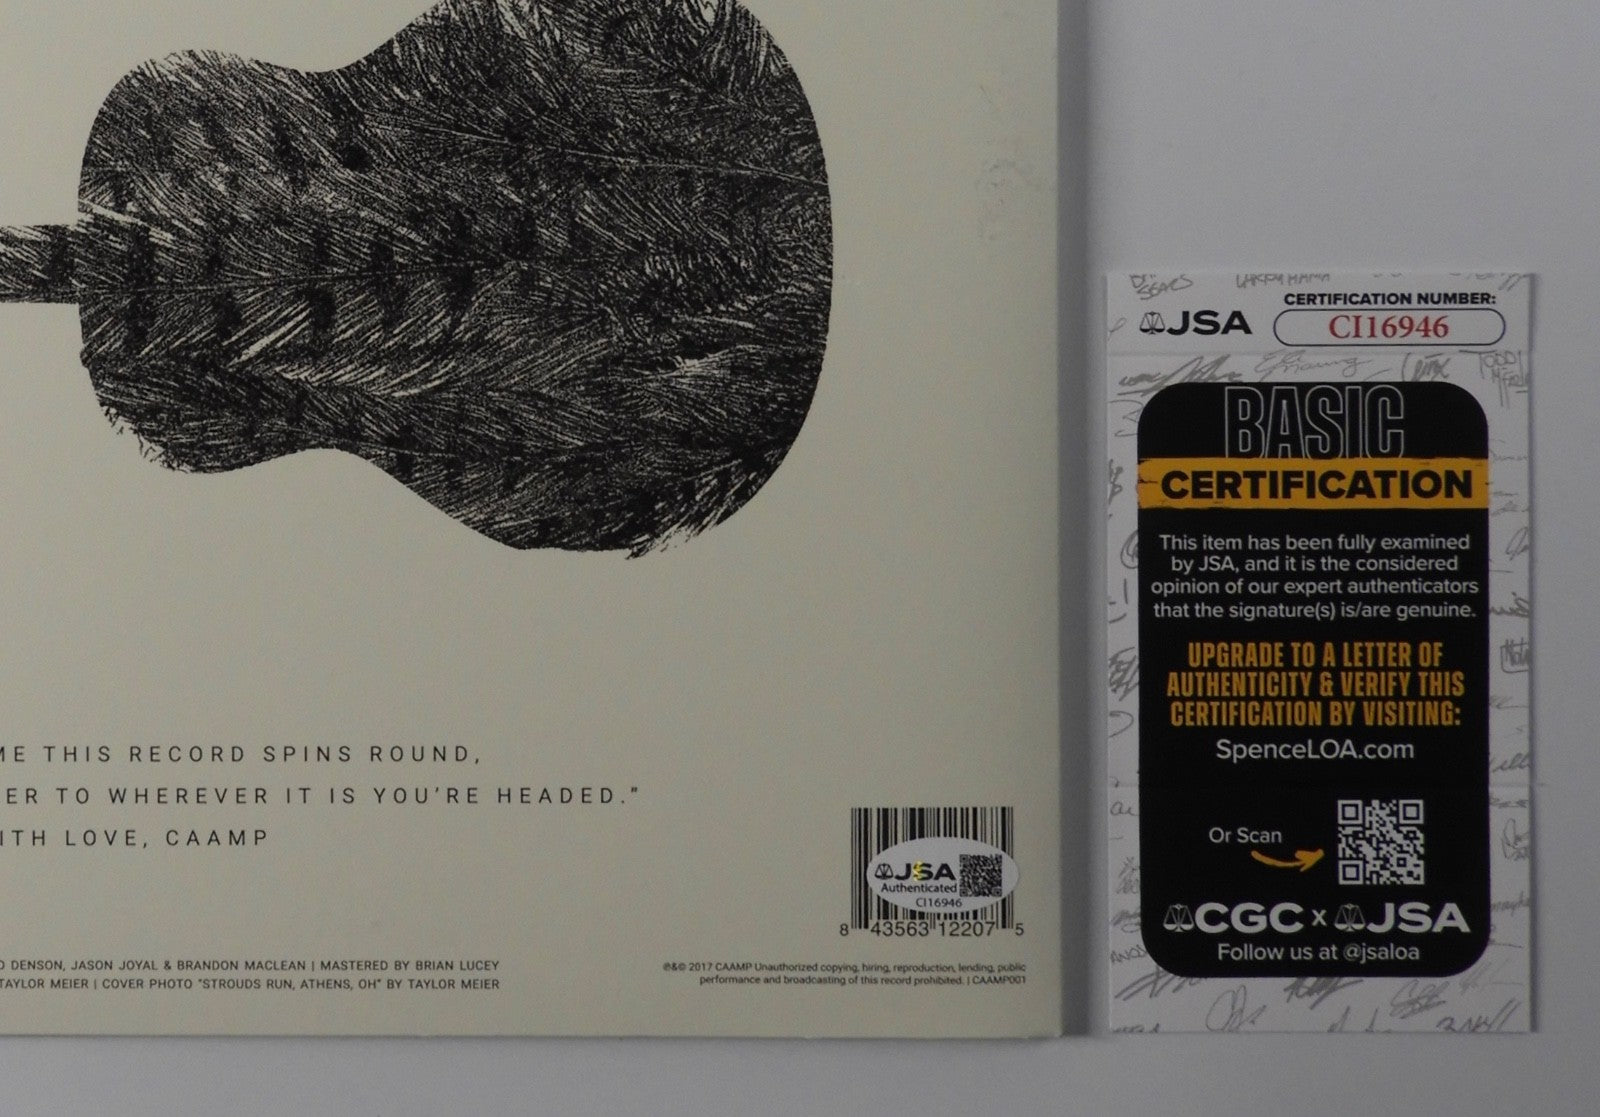 ME THIS RECORD SPINS ROUND,
ER TO WHEREVER IT IS YOU'RE HEADED."
ITH LOVE, CAAMP
DENSON, JASON JOYAL & BRANDON MACLEAN | MASTERED BY BRIAN LUCEY
TAYLOR MEIER | COVER PHOTO "STROUDS RUN, ATHENS, OH" BY TAYLOR MEIER
JSA
Authenticated
CI16946
8 43563 12207 5
℗&© 2017 CAAMP Unauthorized copying, hiring, reproduction, lending, public
performance and broadcasting of this record prohibited. | CAAMP001
CERTIFICATION NUMBER:
JSA
CI16946
BASIC
CERTIFICATION
This item has been fully examined
by JSA, and it is the considered
opinion of our expert authenticators
that the signature(s) is/are genuine.
UPGRADE TO A LETTER OF
AUTHENTICITY & VERIFY THIS
CERTIFICATION BY VISITING:
SpenceLOA.com
Or Scan
CGC x JSA
Follow us at @jsaloa